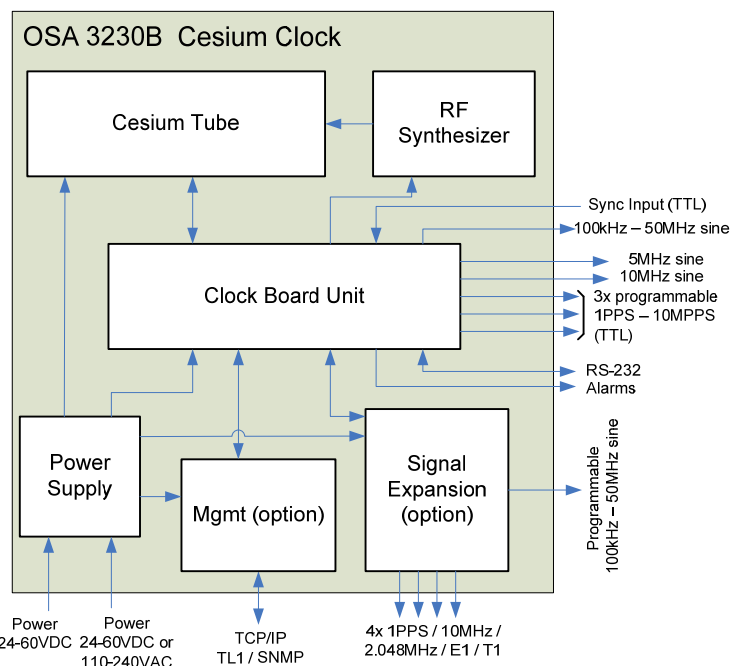 OSA 3230B Cesium Clock
Cesium Tube
RF
Synthesizer
Sync Input (TTL)
100kHz – 50MHz sine
5MHz sine
10MHz sine
Clock Board Unit
3x programmable
1PPS – 10MPPS
(TTL)
RS-232
Alarms
Power
Supply
Mgmt (option)
Signal
Expansion
(option)
Programmable
100kHz – 50MHz sine
Power
24-60VDC
Power
24-60VDC or
110-240VAC
TCP/IP
TL1 / SNMP
4x 1PPS / 10MHz /
2.048MHz / E1 / T1